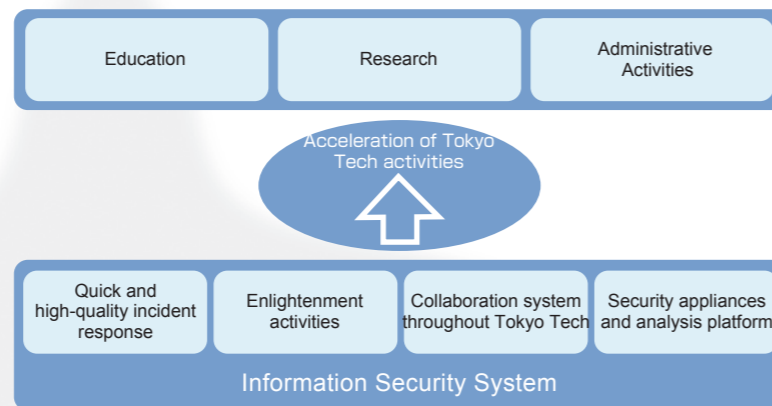 Education
Research
Administrative
Activities
Acceleration of Tokyo
Tech activities
Quick and
high-quality incident
response
Enlightenment
activities
Collaboration system
throughout Tokyo Tech
Security appliances
and analysis platform
Information Security System